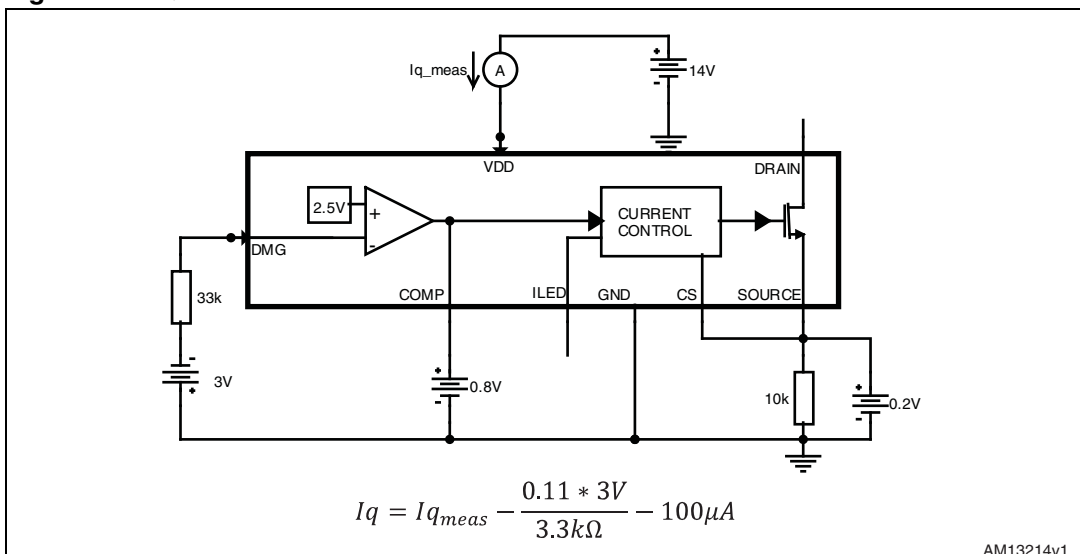 Iq_meas
A
+
-
14V
VDD
DRAIN
2.5V
+
-
CURRENT
CONTROL
DMG
COMP
ILED
GND
CS
SOURCE
33k
-
+
3V
+
-
0.8V
10k
+
-
0.2V
Iq = Iq_meas − (0.11 * 3V) / (3.3kΩ) − 100μA
AM13214v1